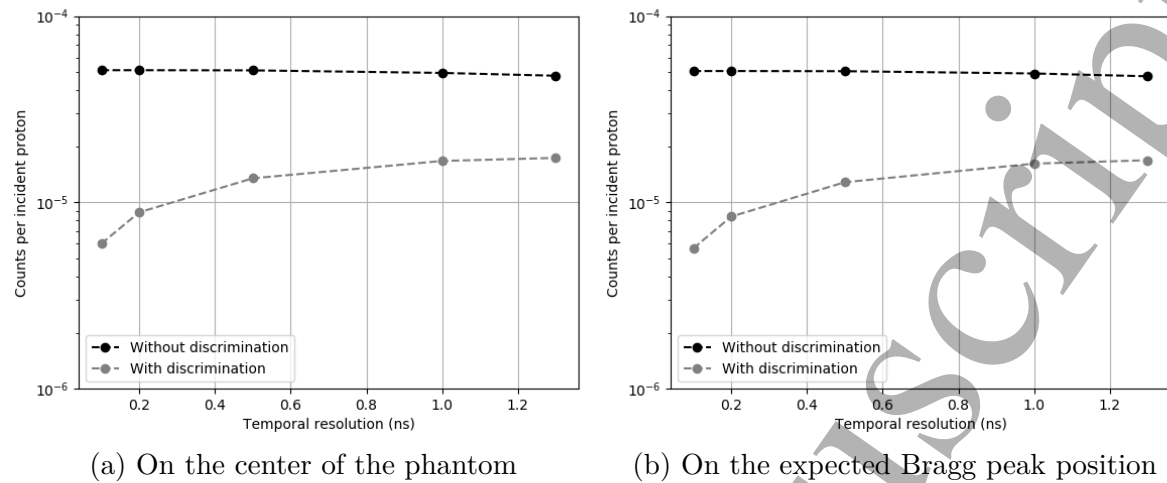 10⁻⁴
10⁻⁵
10⁻⁶
Counts per incident proton
Without discrimination
With discrimination
0.2 0.4 0.6 0.8 1.0 1.2
Temporal resolution (ns)
(a) On the center of the phantom
10⁻⁴
10⁻⁵
10⁻⁶
Counts per incident proton
Without discrimination
With discrimination
0.2 0.4 0.6 0.8 1.0 1.2
Temporal resolution (ns)
(b) On the expected Bragg peak position
uscrip